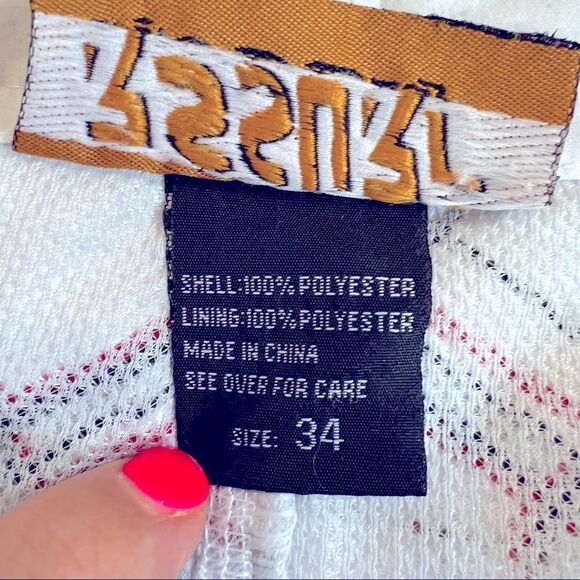 SHELL:100% POLYESTER
LINING:100% POLYESTER
MADE IN CHINA
SEE OVER FOR CARE
SIZE: 34